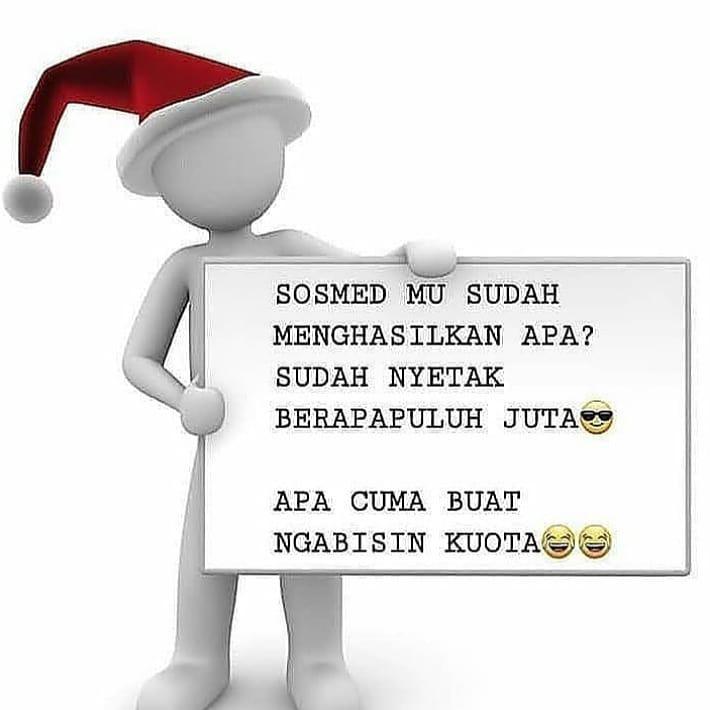 SOSMED MU SUDAH
MENGHASILKAN APA?
SUDAH NYETAK
BERAPAPULUH JUTA😎
APA CUMA BUAT
NGABISIN KUOTA😂😂